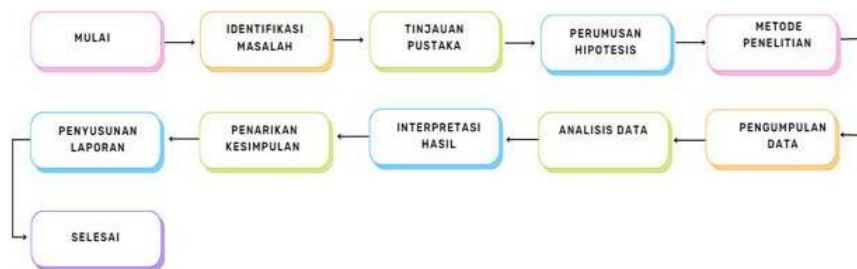 MULAI
IDENTIFIKASI
MASALAH
TINJAUAN
PUSTAKA
PERUMUSAN
HIPOTESIS
METODE
PENELITIAN
PENGUMPULAN
DATA
ANALISIS DATA
INTERPRETASI
HASIL
PENARIKAN
KESIMPULAN
PENYUSUNAN
LAPORAN
SELESAI